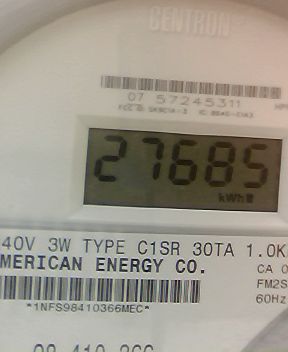 CENTRON
07 57245311
27685
kWh
40V 3W TYPE C1SR 30TA 1.0K
MERICAN ENERGY CO.
CA 0
FM2S
60Hz
*1NFS98410366MEC*